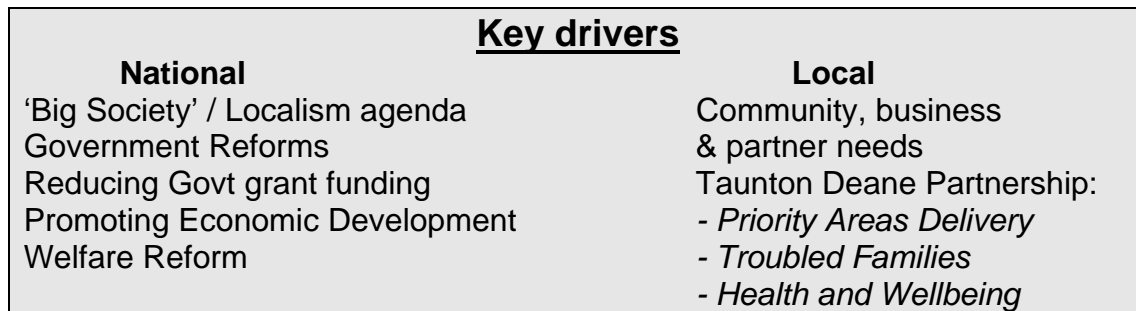 Key drivers
National
‘Big Society’ / Localism agenda
Government Reforms
Reducing Govt grant funding
Promoting Economic Development
Welfare Reform
Local
Community, business
& partner needs
Taunton Deane Partnership:
- Priority Areas Delivery
- Troubled Families
- Health and Wellbeing